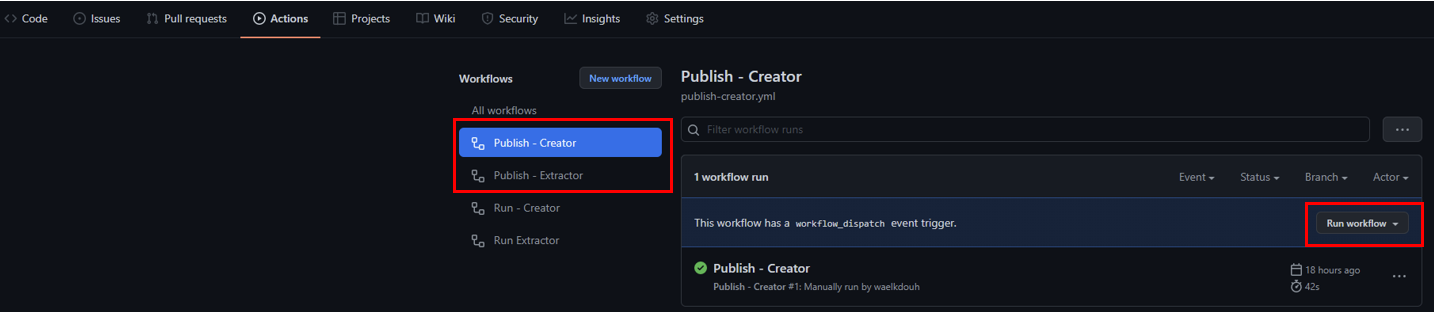 Code Issues Pull requests Actions Projects Wiki Security Insights Settings
Workflows
New workflow
All workflows
Publish - Creator
Publish - Extractor
Run - Creator
Run Extractor
Publish - Creator
publish-creator.yml
Filter workflow runs
1 workflow run
Event Status Branch Actor
This workflow has a workflow_dispatch event trigger.
Run workflow
Publish - Creator
18 hours ago
Publish - Creator #1: Manually run by waelkdouh
42s